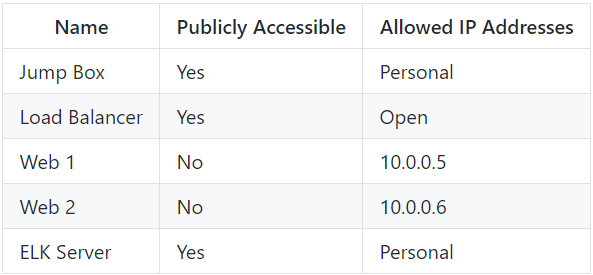 Name Publicly Accessible Allowed IP Addresses
Jump Box Yes Personal
Load Balancer Yes Open
Web 1 No 10.0.0.5
Web 2 No 10.0.0.6
ELK Server Yes Personal